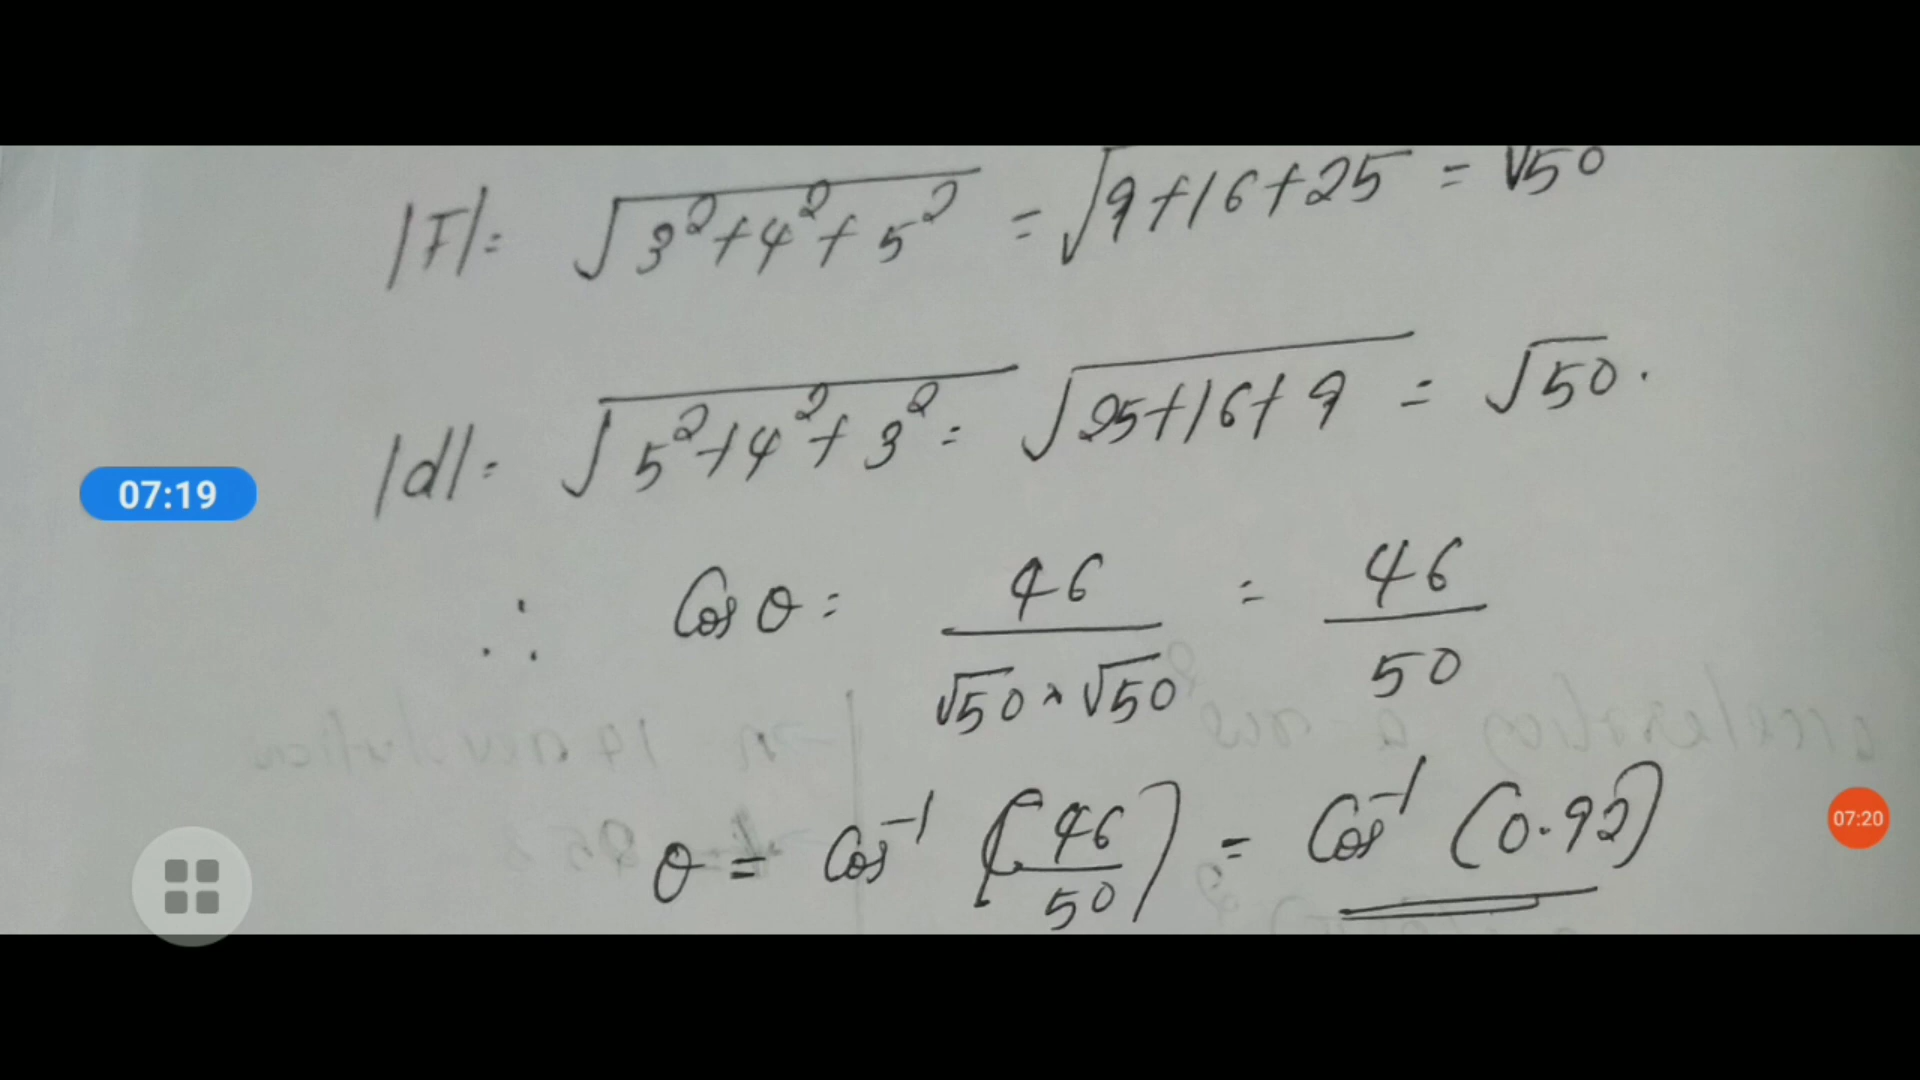 |F| = √3²+4²+5² = √9+16+25 = √50
|d| = √5²+4²+3² = √25+16+9 = √50.
07:19
∴ Cos θ = 46/√50 × √50 = 46/50
07:20
θ = Cos⁻¹ (46/50) = Cos⁻¹ (0.92)